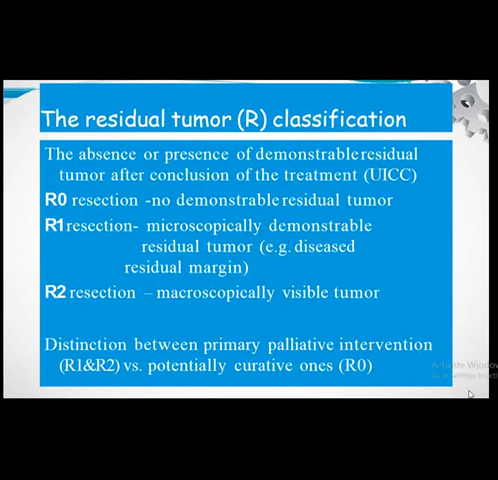 The residual tumor (R) classification
The absence or presence of demonstrable residual
tumor after conclusion of the treatment (UICC)
R0 resection -no demonstrable residual tumor
R1 resection- microscopically demonstrable
residual tumor (e.g. diseased
residual margin)
R2 resection – macroscopically visible tumor
Distinction between primary palliative intervention
(R1&R2) vs. potentially curative ones (R0)
Activate Window